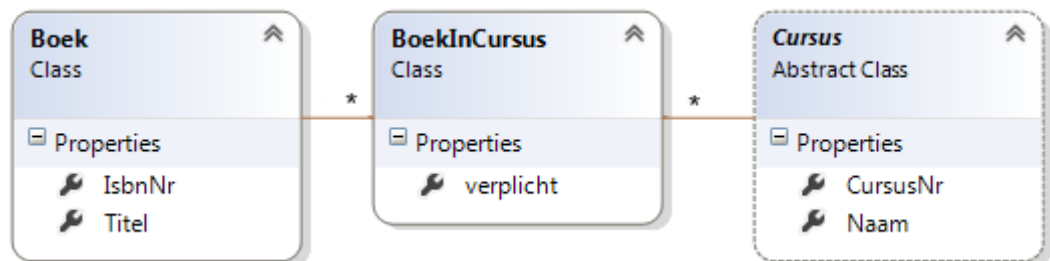 Boek
Class
Properties
IsbnNr
Titel
*
BoekInCursus
Class
Properties
verplicht
*
Cursus
Abstract Class
Properties
CursusNr
Naam